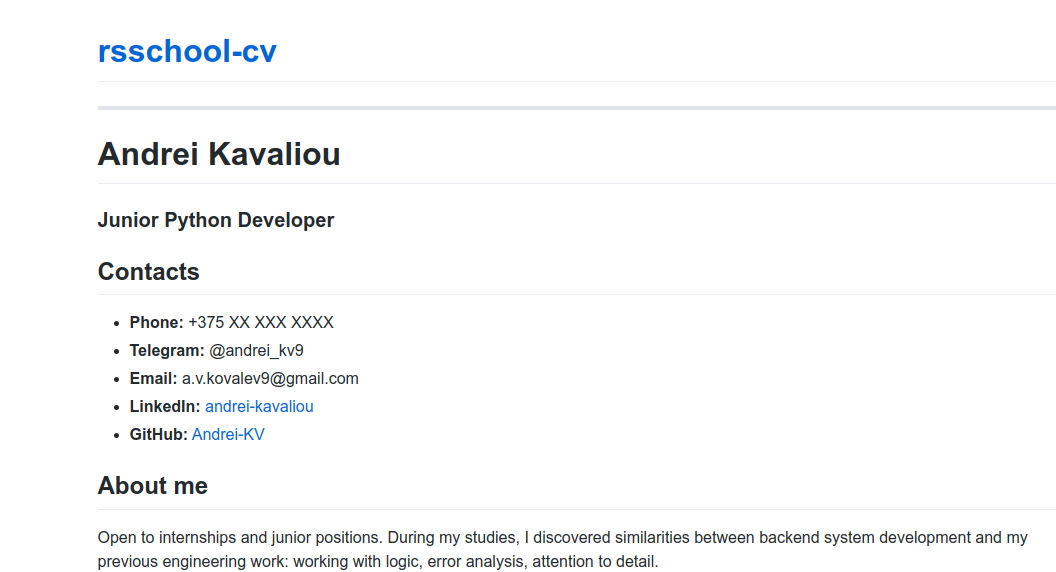 rsschool-cv
Andrei Kavaliou
Junior Python Developer
Contacts
Phone: +375 XX XXX XXXX
Telegram: @andrei_kv9
Email: a.v.kovalev9@gmail.com
LinkedIn: andrei-kavaliou
GitHub: Andrei-KV
About me
Open to internships and junior positions. During my studies, I discovered similarities between backend system development and my
previous engineering work: working with logic, error analysis, attention to detail.